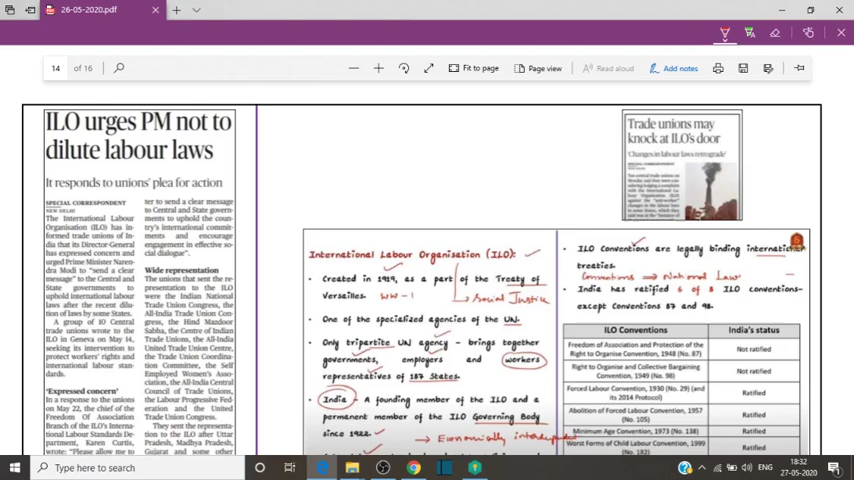 26-05-2020.pdf
14 of 16
Fit to page
Page view
Read aloud
Add notes
ILO urges PM not to
dilute labour laws
It responds to unions' plea for action
SPECIAL CORRESPONDENT
NEW DELHI
The International Labour
Organisation (ILO) has in-
formed trade unions of In-
dia that its Director-General
has expressed concern and
urged Prime Minister Naren-
dra Modi to "send a clear
message" to the Central and
State governments to
uphold international labour
laws after the recent dilu-
tion of laws by some States.
A group of 10 Central
trade unions wrote to the
ILO in Geneva on May 14,
seeking its intervention to
protect workers' rights and
international labour stan-
dards.
'Expressed concern'
In a response to the unions
on May 22, the chief of the
Freedom of Association
Branch of the ILO's Interna-
tional Labour Standards De-
partment, Karen Curtis,
wrote: "Please allow me to
ter to send a clear message
to Central and State govern-
ments to uphold the coun-
try's international commit-
ments and encourage
engagement in effective so-
cial dialogue".
Wide representation
The unions that sent the re-
presentation to the ILO were
the Indian National
Trade Union Congress, the
All-India Trade Union Con-
gress, the Hind Mazdoor
Sabha, the Centre of Indian
Trade Unions, the All-India
United Trade Union Centre,
the Trade Union Coordina-
tion Committee, the Self
Employed Women's Asso-
ciation, the All-India Central
Council of Trade Unions,
the Labour Progressive Fed-
eration and the United
Trade Union Congress.
They sent the representa-
tion to the ILO after Uttar
Pradesh, Madhya Pradesh,
Gujarat and some other
Trade unions may
knock at ILO's door
'Changes in labour laws retrograde'
International Labour Organisation (ILO):
• Created in 1919, as a part of the Treaty of
Versailles. WW-1
→ Social Justice
• One of the specialized agencies of the UN.
• Only tripartite UN agency - brings together
governments, employers and workers
representatives of 187 States.
• India - A founding member of the ILO and a
permanent member of the ILO Governing Body
since 1922.
→ Economically interdependent
• ILO Conventions are legally binding international
treaties.
Conventions → National Law
• India has ratified 6 of 8 ILO conventions-
except Conventions 87 and 98.
ILO Conventions India's status
Freedom of Association and Protection of the
Right to Organise Convention, 1948 (No. 87) Not ratified
Right to Organise and Collective Bargaining
Convention, 1949 (No. 98) Not ratified
Forced Labour Convention, 1930 (No. 29) (and
its 2014 Protocol) Ratified
Abolition of Forced Labour Convention, 1957
(No. 105) Ratified
Minimum Age Convention, 1973 (No. 138) Ratified
Worst Forms of Child Labour Convention, 1999
(No. 182) Ratified
Type here to search
ENG
18:32
27-05-2020